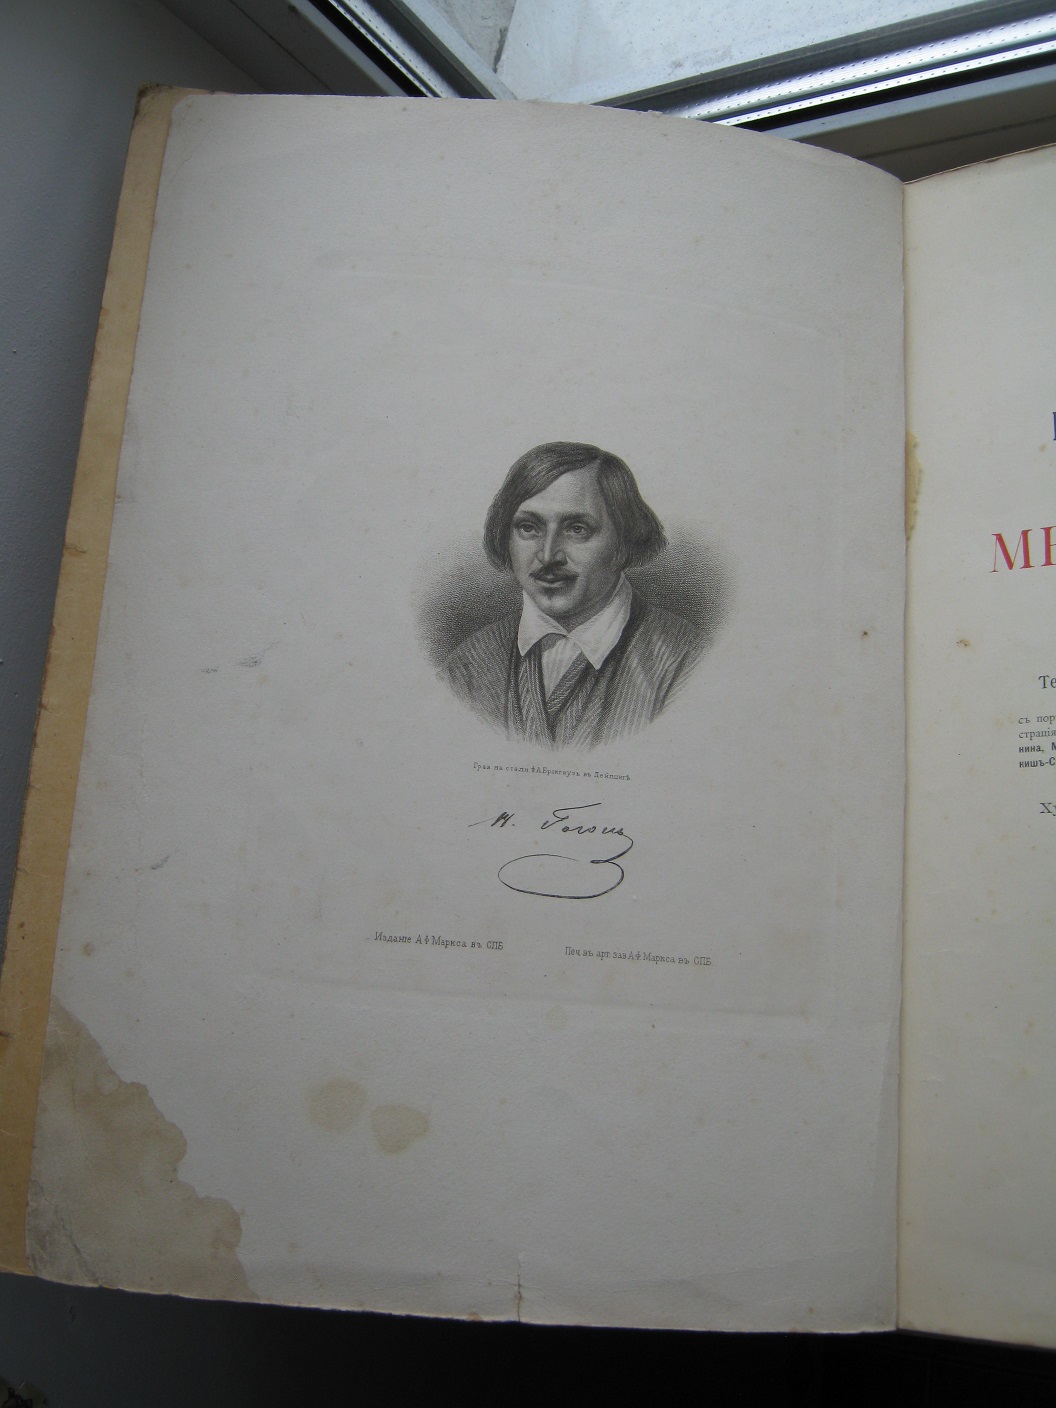 Грав. на стали Ф.А.Брокгаузъ въ Лейпцигѣ.
Н. Гоголь
Изданіе А.Ф.Маркса въ СПБ
Печ. въ арт. зав. А.Ф.Маркса въ СПБ.
МЕ
Те
съ пор
страція
нина, М
кишъ-С
Ху